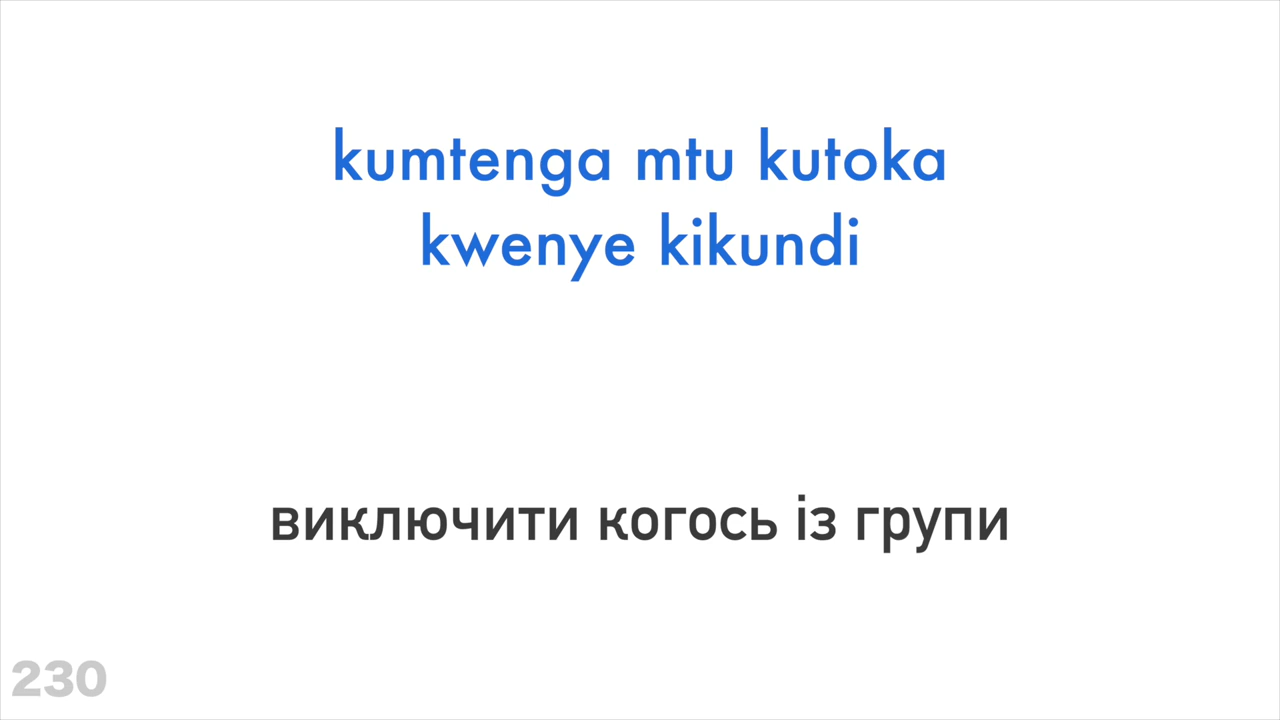 kumtenga mtu kutoka
kwenye kikundi
виключити когось із групи
230